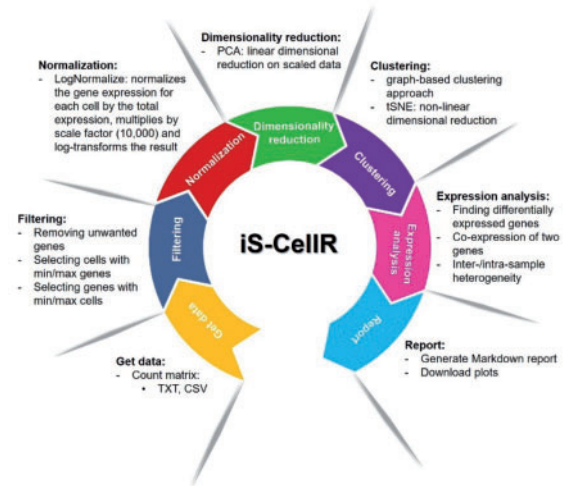 Dimensionality reduction:
- PCA: linear dimensional
reduction on scaled data
Normalization:
- LogNormalize: normalizes
the gene expression for
each cell by the total
expression, multiplies by
scale factor (10,000) and
log-transforms the result
Clustering:
- graph-based clustering
approach
- tSNE: non-linear
dimensional reduction
Dimensionality
reduction
Normalization
Clustering
Filtering:
- Removing unwanted
genes
- Selecting cells with
min/max genes
- Selecting genes with
min/max cells
Filtering
iS-CellR
Expression
analysis
Expression analysis:
- Finding differentially
expressed genes
- Co-expression of two
genes
- Inter-/intra-sample
heterogeneity
Get data
Report
Get data:
- Count matrix:
• TXT, CSV
Report:
- Generate Markdown report
- Download plots